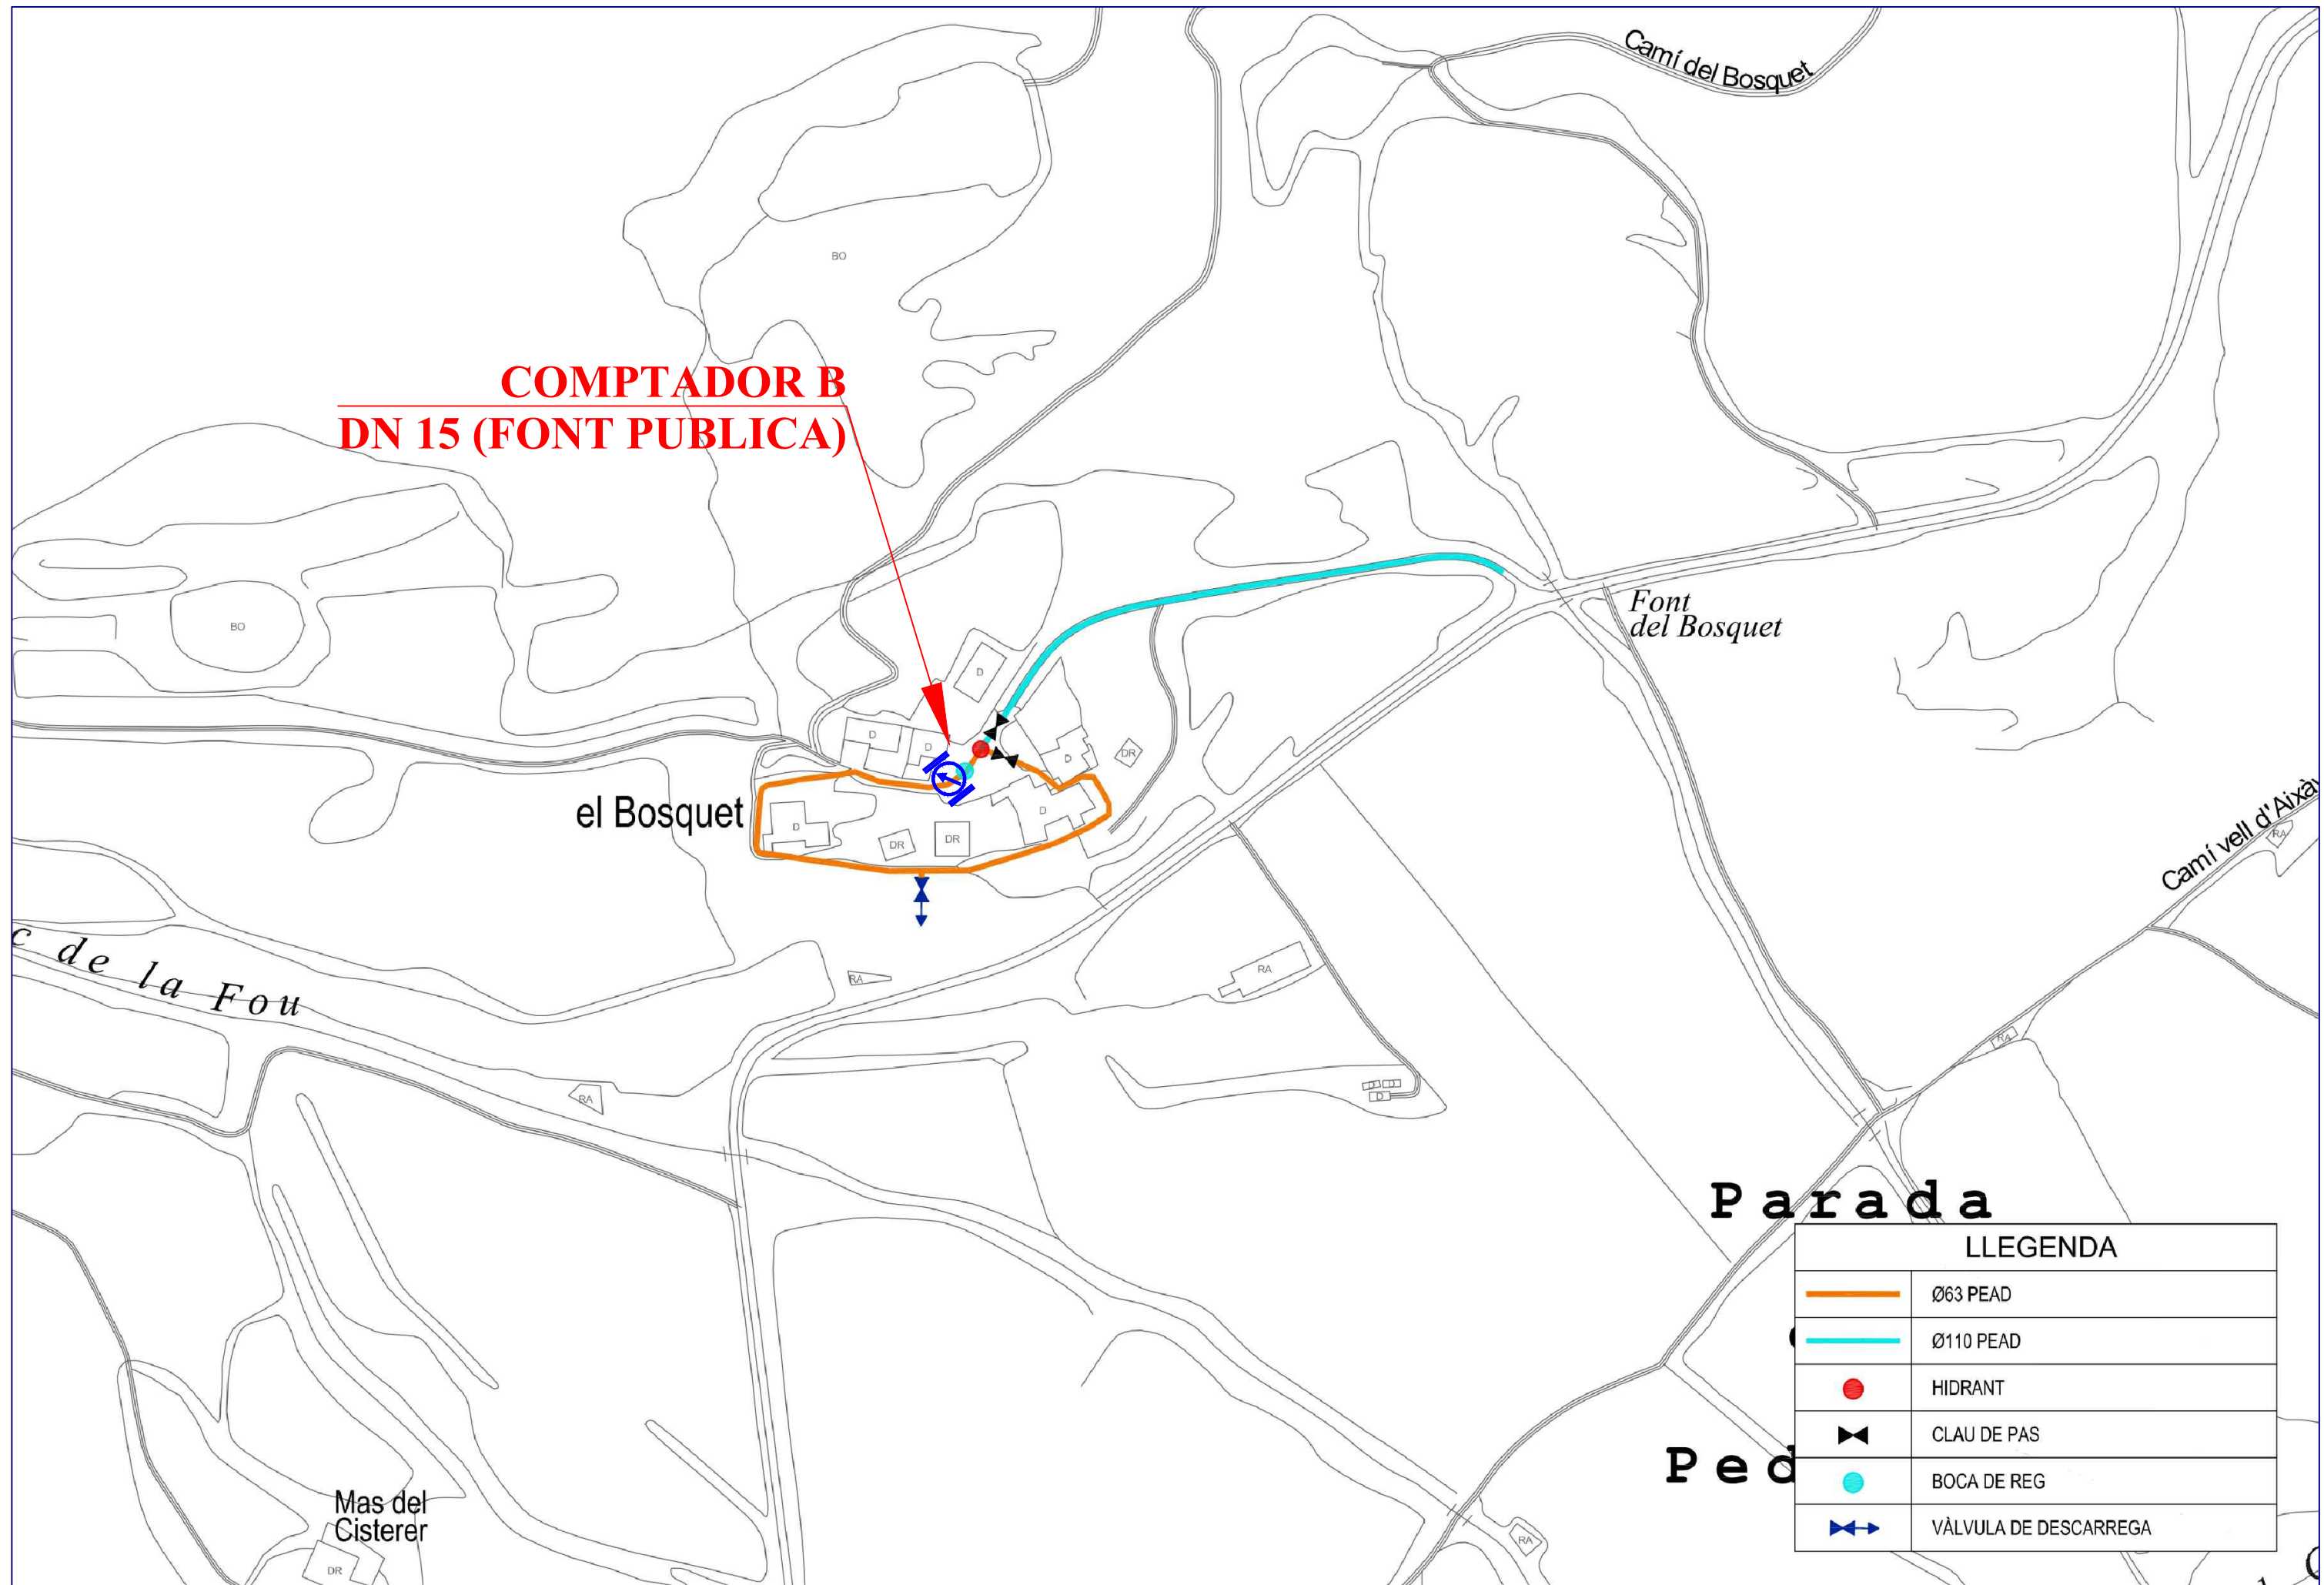 Camí del Bosquet
BO
COMPTADOR B
DN 15 (FONT PUBLICA)
Font
del Bosquet
BO
D
D
D
D
DR
el Bosquet
D
D
DR
DR
Camí vell d'Aixà
RA
c de la Fou
RA
RA
RA
RA
D
D
D
Parada
LLEGENDA
Ø63 PEAD
Ø110 PEAD
HIDRANT
CLAU DE PAS
Ped
BOCA DE REG
VÀLVULA DE DESCARREGA
Mas del
Cisterer
DR
RA